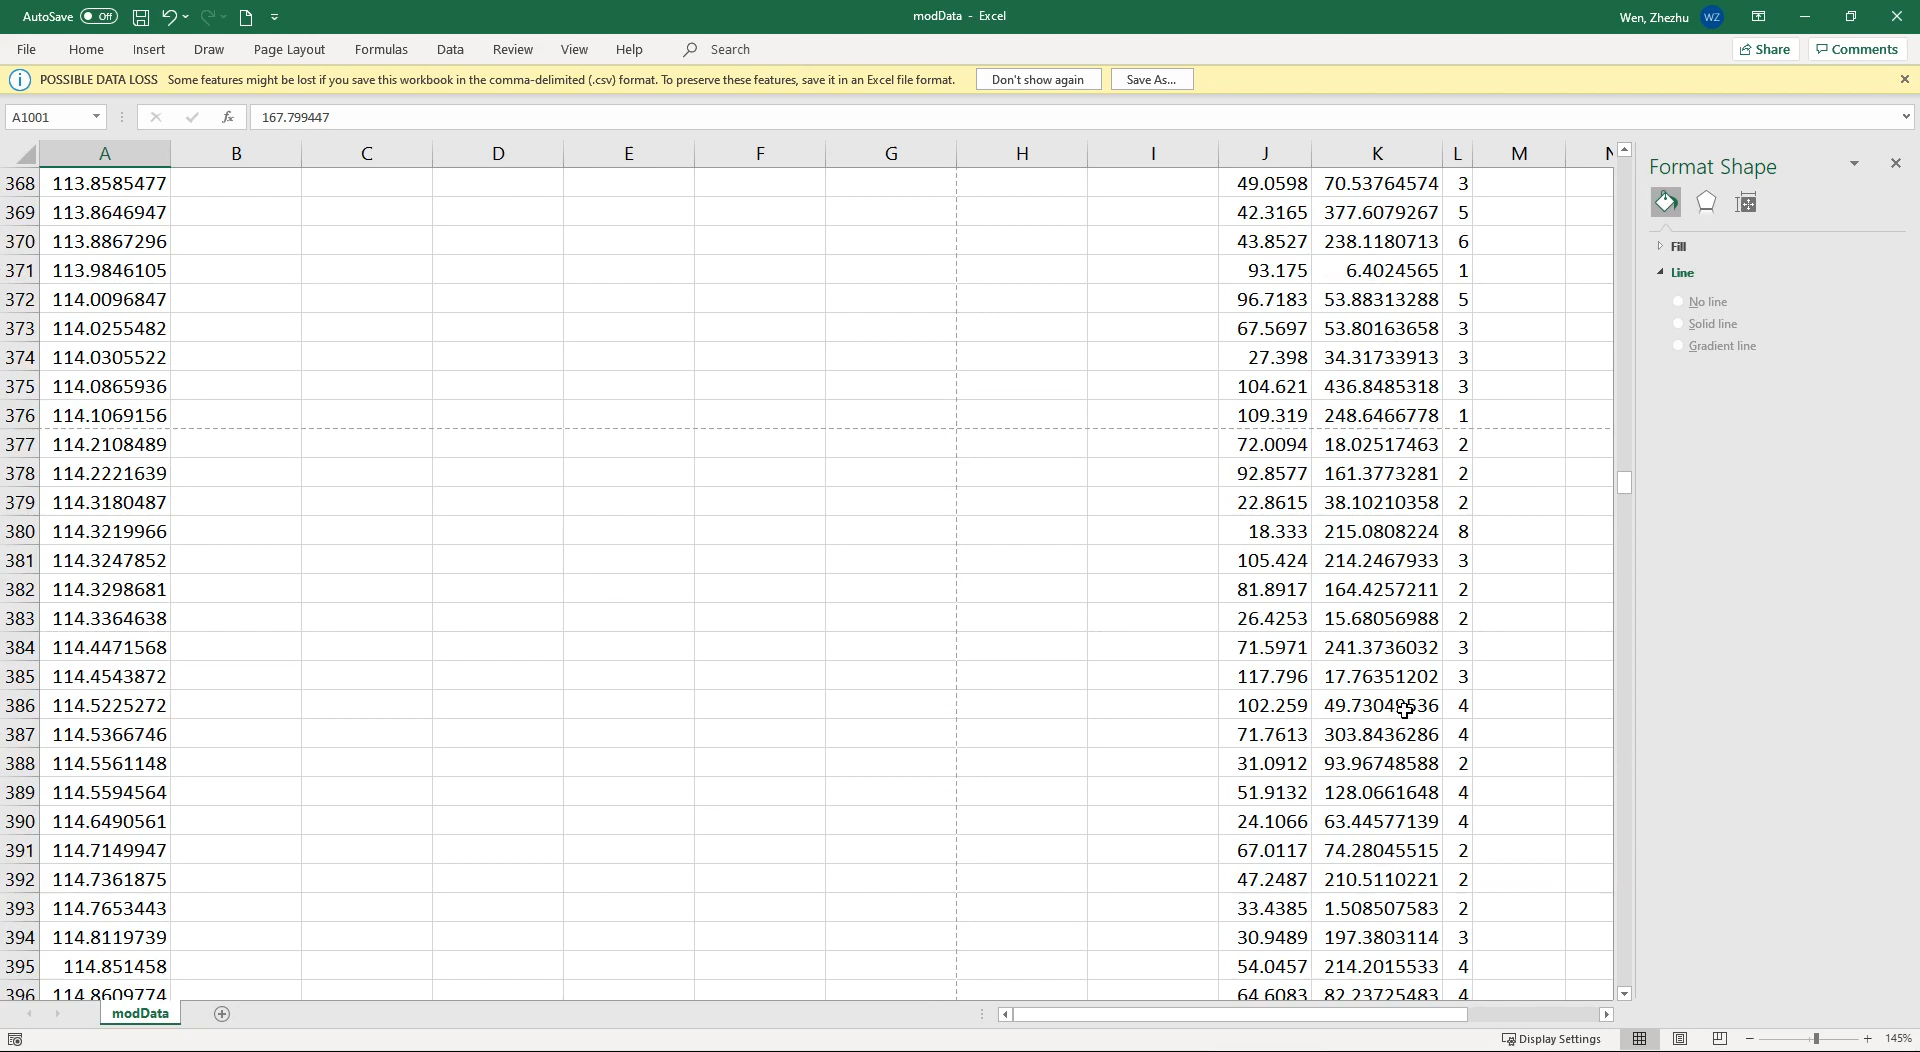 AutoSave Off modData - Excel Wen, Zhezhu WZ
File Home Insert Draw Page Layout Formulas Data Review View Help Search Share Comments
POSSIBLE DATA LOSS Some features might be lost if you save this workbook in the comma-delimited (.csv) format. To preserve these features, save it in an Excel file format. Don't show again Save As...
A1001 fx 167.799447
A B C D E F G H I J K L M N
Format Shape
Fill
Line
No line
Solid line
Gradient line
368 113.8585477 49.0598 70.53764574 3
369 113.8646947 42.3165 377.6079267 5
370 113.8867296 43.8527 238.1180713 6
371 113.9846105 93.175 6.4024565 1
372 114.0096847 96.7183 53.88313288 5
373 114.0255482 67.5697 53.80163658 3
374 114.0305522 27.398 34.31733913 3
375 114.0865936 104.621 436.8485318 3
376 114.1069156 109.319 248.6466778 1
377 114.2108489 72.0094 18.02517463 2
378 114.2221639 92.8577 161.3773281 2
379 114.3180487 22.8615 38.10210358 2
380 114.3219966 18.333 215.0808224 8
381 114.3247852 105.424 214.2467933 3
382 114.3298681 81.8917 164.4257211 2
383 114.3364638 26.4253 15.68056988 2
384 114.4471568 71.5971 241.3736032 3
385 114.4543872 117.796 17.76351202 3
386 114.5225272 102.259 4
387 114.5366746 71.7613 303.8436286 4
388 114.5561148 31.0912 93.96748588 2
389 114.5594564 51.9132 128.0661648 4
390 114.6490561 24.1066 63.44577139 4
391 114.7149947 67.0117 74.28045515 2
392 114.7361875 47.2487 210.5110221 2
393 114.7653443 33.4385 1.508507583 2
394 114.8119739 30.9489 197.3803114 3
395 114.851458 54.0457 214.2015533 4
396 114.8609774 64.6083 82.23725483 4
modData
Display Settings 145%